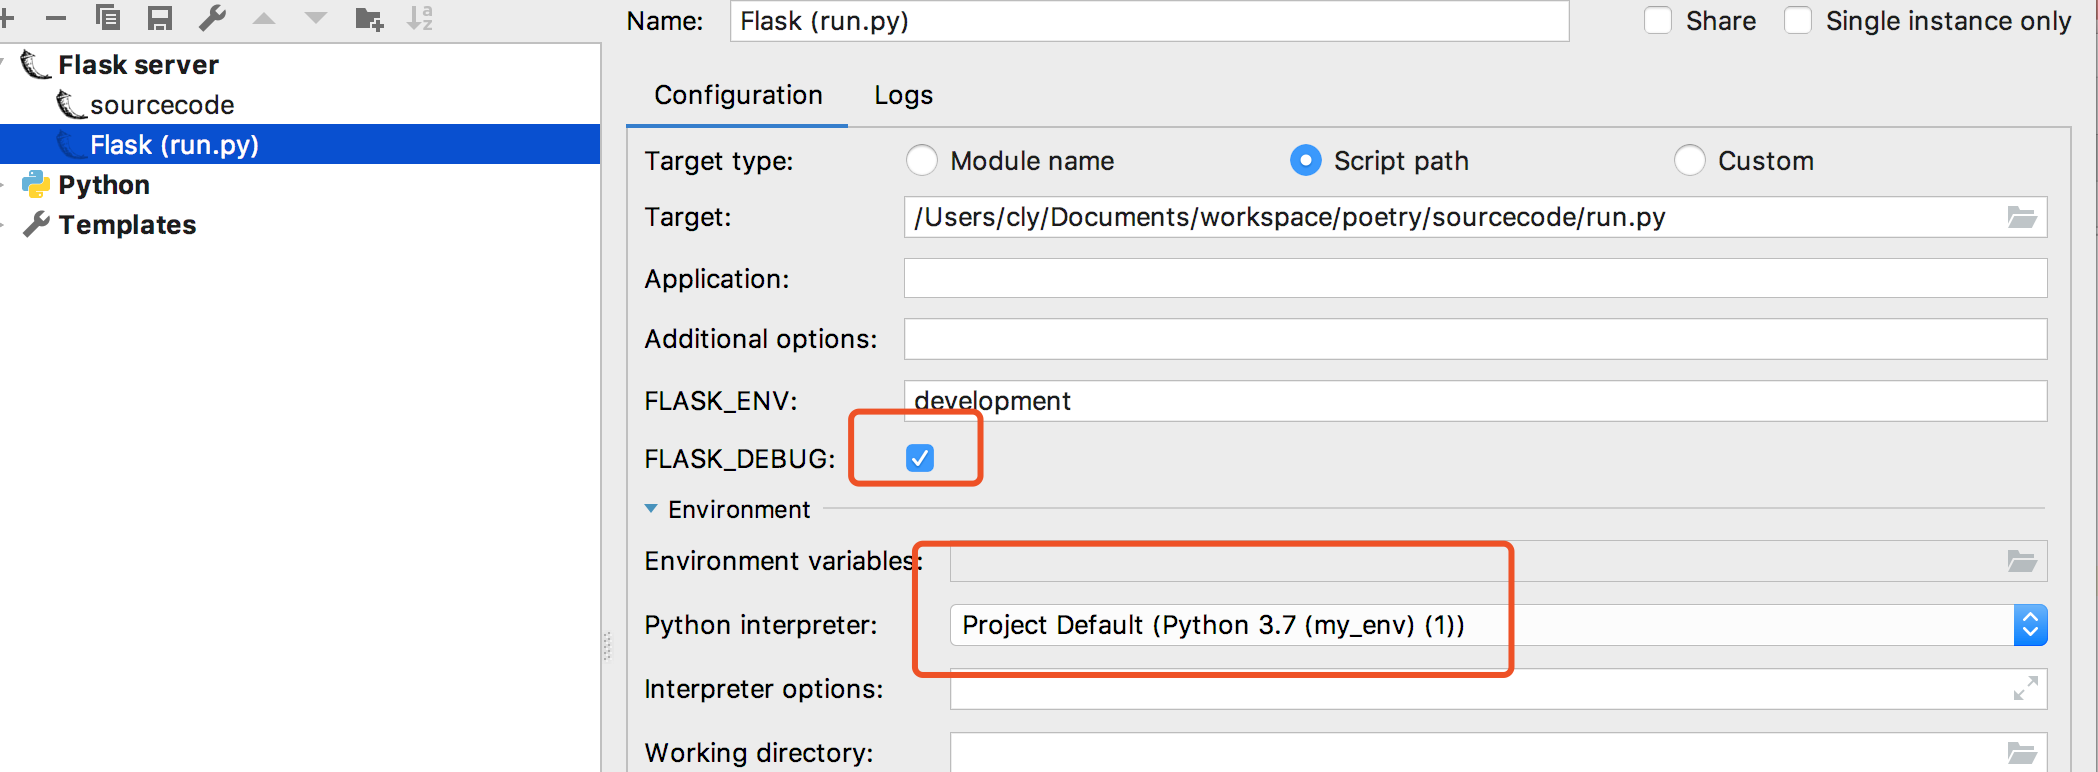 Name: Flask (run.py) Share Single instance only
Flask server
sourcecode
Flask (run.py)
Python
Templates
Configuration Logs
Target type: Module name Script path Custom
Target: /Users/cly/Documents/workspace/poetry/sourcecode/run.py
Application:
Additional options:
FLASK_ENV: development
FLASK_DEBUG:
Environment
Environment variables:
Python interpreter: Project Default (Python 3.7 (my_env) (1))
Interpreter options:
Working directory: